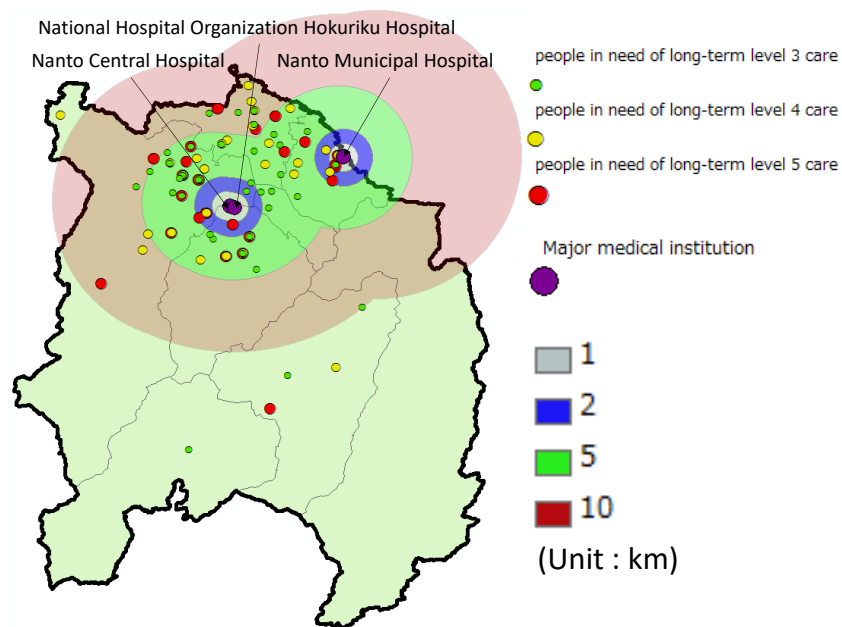 National Hospital Organization Hokuriku Hospital
Nanto Central Hospital
Nanto Municipal Hospital
people in need of long-term level 3 care
people in need of long-term level 4 care
people in need of long-term level 5 care
Major medical institution
1
2
5
10
(Unit : km)